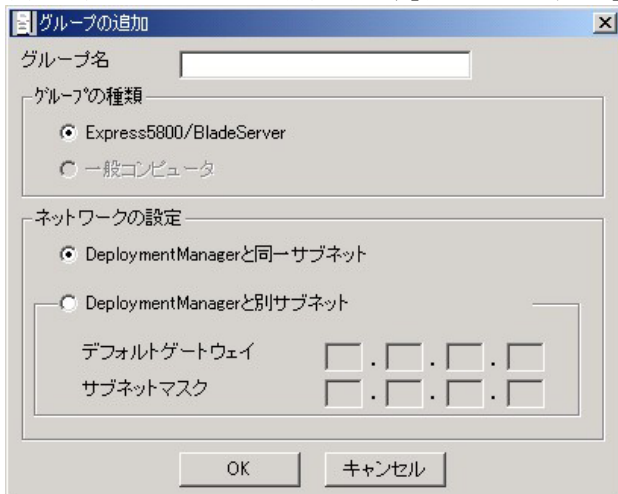 グループの追加
グループ名
グループの種類
Express5800/BladeServer
一般コンピュータ
ネットワークの設定
DeploymentManagerと同一サブネット
DeploymentManagerと別サブネット
デフォルトゲートウェイ . . .
サブネットマスク . . .
OK キャンセル